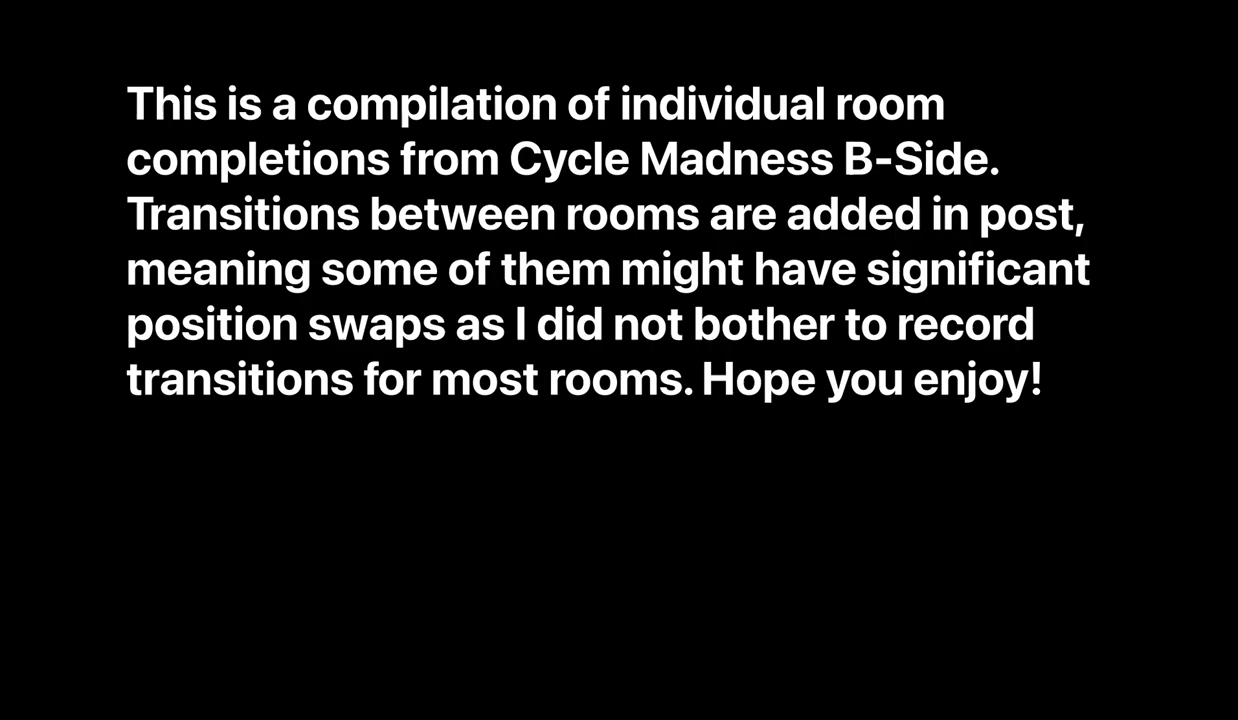 This is a compilation of individual room
completions from Cycle Madness B-Side.
Transitions between rooms are added in post,
meaning some of them might have significant
position swaps as I did not bother to record
transitions for most rooms. Hope you enjoy!